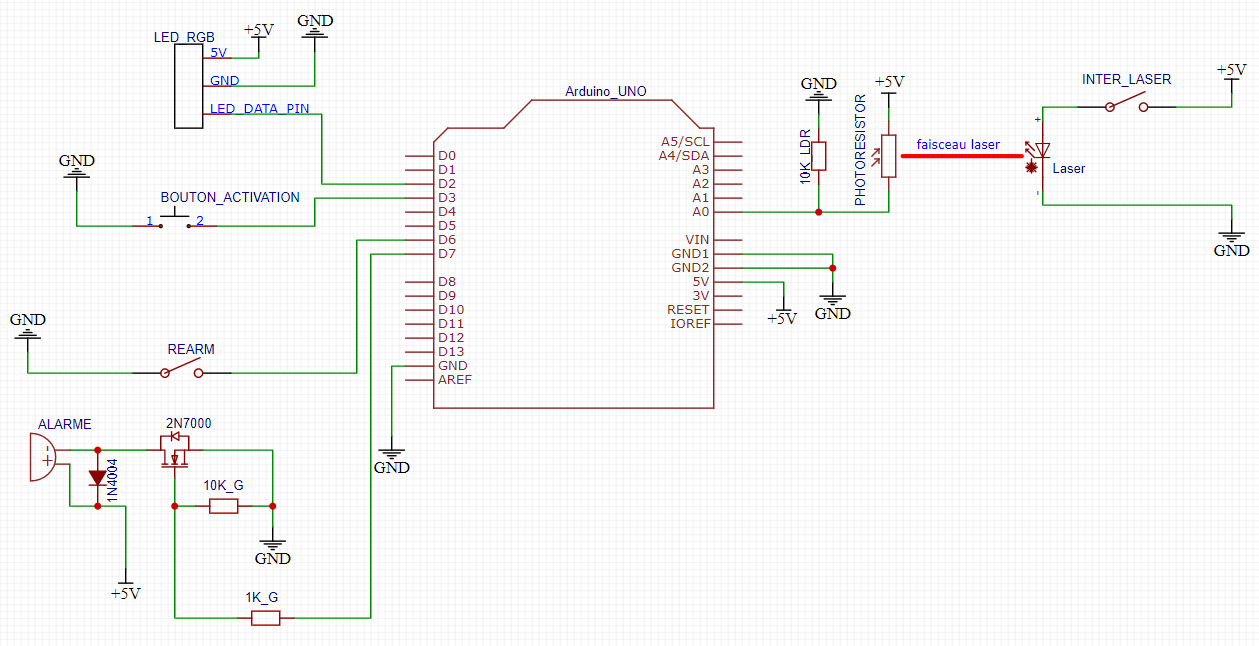 LED_RGB
5V
GND
LED_DATA_PIN
+5V
GND
GND
BOUTON_ACTIVATION
1
2
GND
REARM
ALARME
-
+
1N4004
2N7000
10K_G
GND
+5V
1K_G
Arduino_UNO
D0
D1
D2
D3
D4
D5
D6
D7
D8
D9
D10
D11
D12
D13
GND
AREF
GND
A5/SCL
A4/SDA
A3
A2
A1
A0
VIN
GND1
GND2
5V
3V
RESET
IOREF
+5V
GND
GND
10K_LDR
+5V
PHOTORESISTOR
faisceau laser
INTER_LASER
+5V
+
Laser
-
GND